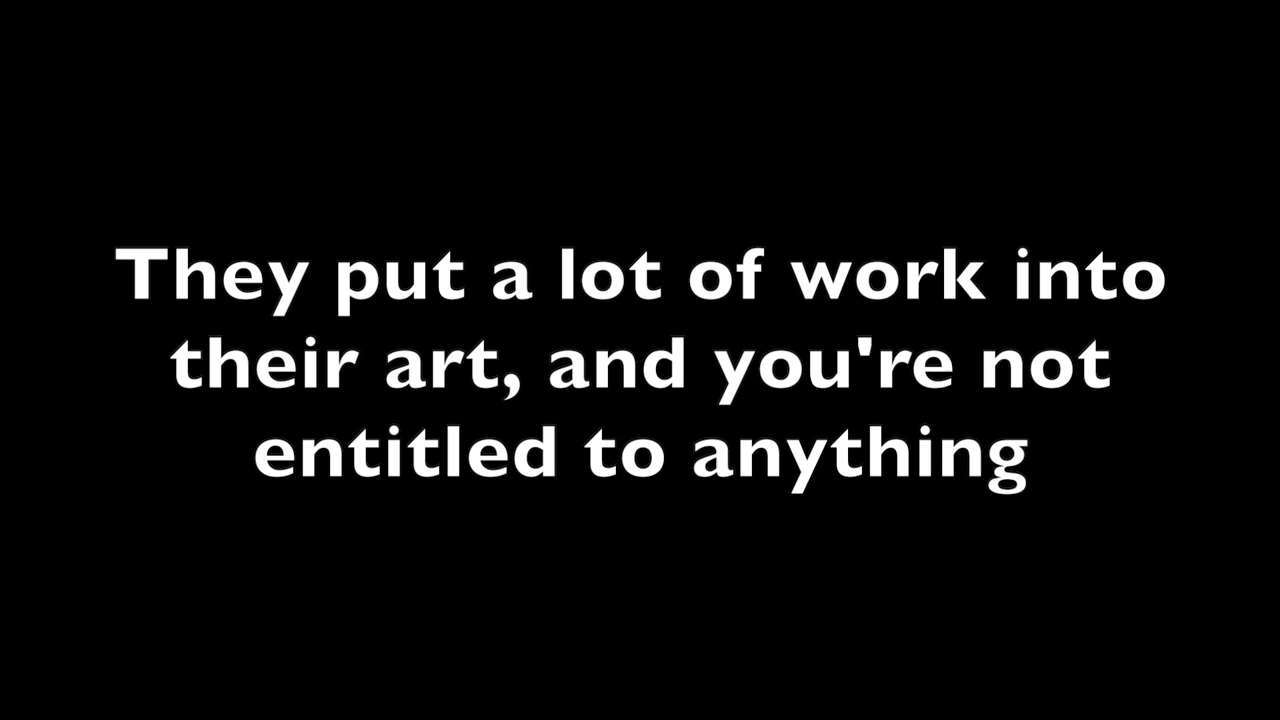 They put a lot of work into
their art, and you're not
entitled to anything